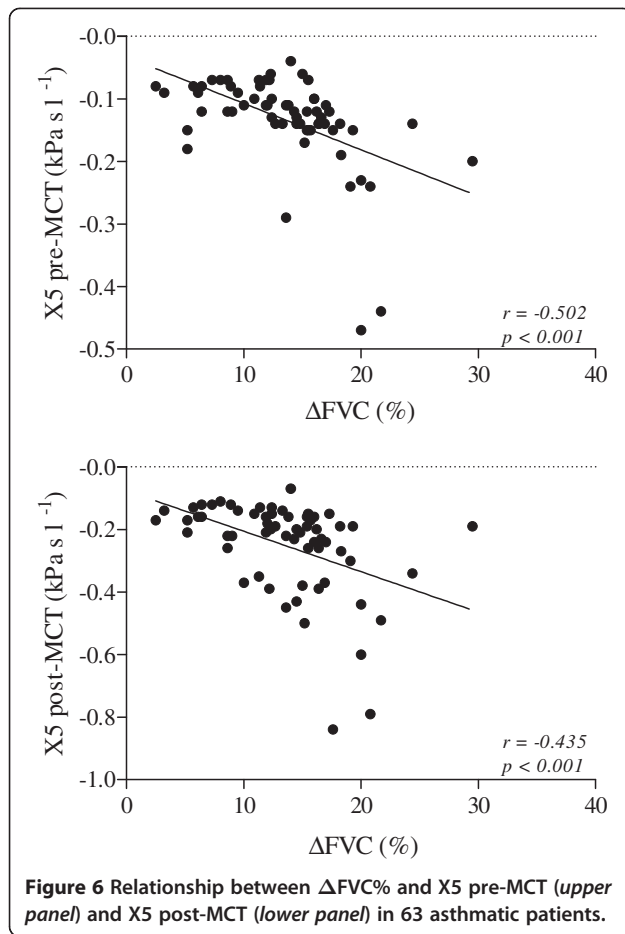 -0.0
-0.1
-0.2
-0.3
-0.4
-0.5
X5 pre-MCT (kPa s l⁻¹)
r = -0.502
p < 0.001
0 10 20 30 40
ΔFVC (%)
-0.0
-0.2
-0.4
-0.6
-0.8
-1.0
X5 post-MCT (kPa s l⁻¹)
r = -0.435
p < 0.001
0 10 20 30 40
ΔFVC (%)
Figure 6 Relationship between ΔFVC% and X5 pre-MCT (upper
panel) and X5 post-MCT (lower panel) in 63 asthmatic patients.